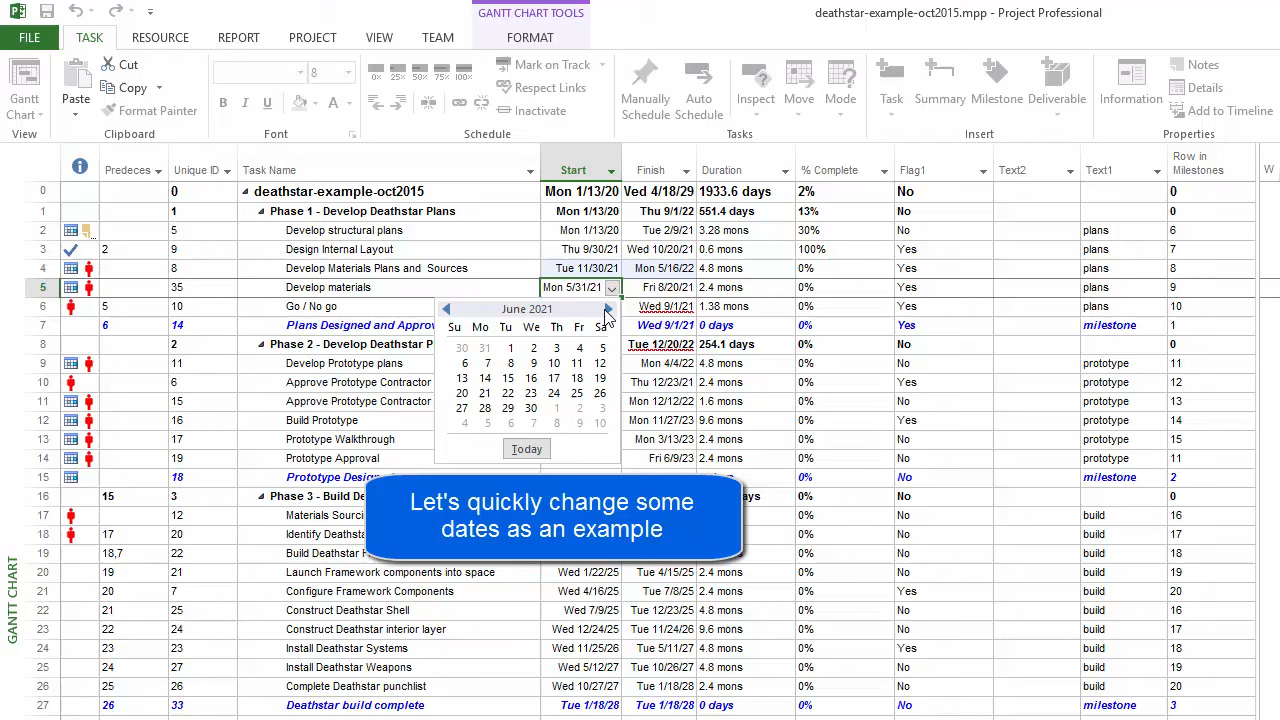 deathstar-example-oct2015.mpp - Project Professional
GANTT CHART TOOLS
FILE TASK RESOURCE REPORT PROJECT VIEW TEAM FORMAT
Gantt Chart
View
Paste
Cut
Copy
Format Painter
Clipboard
8
B I U A
Font
0% 25% 50% 75% 100%
Mark on Track
Respect Links
Inactivate
Schedule
Manually Schedule
Auto Schedule
Inspect
Move
Mode
Tasks
Task
Summary
Milestone
Deliverable
Insert
Information
Notes
Details
Add to Timeline
Properties
Predeces Unique ID Task Name Start Finish Duration % Complete Flag1 Text2 Text1 Row in Milestones W
0 0 deathstar-example-oct2015 Mon 1/13/20 Wed 4/18/29 1933.6 days 2% No 0
1 1 Phase 1 - Develop Deathstar Plans Mon 1/13/20 Thu 9/1/22 551.4 days 13% No 0
2 5 Develop structural plans Mon 1/13/20 Tue 2/9/21 3.28 mons 30% No plans 6
3 2 9 Design Internal Layout Thu 9/30/21 Wed 10/20/21 0.6 mons 100% Yes plans 7
4 8 Develop Materials Plans and Sources Tue 11/30/21 Mon 5/16/22 4.8 mons 0% Yes plans 8
5 35 Develop materials Mon 5/31/21 Fri 8/20/21 2.4 mons 0% Yes plans 9
6 5 10 Go / No go Wed 9/1/21 1.38 mons 0% Yes plans 10
7 6 14 Plans Designed and Approv Wed 9/1/21 0 days 0% Yes milestone 1
8 2 Phase 2 - Develop Deathstar P Tue 12/20/22 254.1 days 0% No 0
9 11 Develop Prototype plans Mon 4/4/22 2.4 mons 0% No prototype 11
10 6 Approve Prototype Contractor Thu 12/23/21 2.4 mons 0% Yes prototype 12
11 15 Approve Prototype Contractor Mon 12/12/22 1.6 mons 0% No prototype 13
12 16 Build Prototype Mon 11/27/23 9.6 mons 0% Yes prototype 14
13 17 Prototype Walkthrough Mon 3/13/23 2.4 mons 0% No prototype 15
14 19 Prototype Approval Fri 6/9/23 2.4 mons 0% No prototype 11
15 18 Prototype Design 0% No milestone 2
16 15 3 Phase 3 - Build De ys 0% No 0
17 12 Materials Sourci 0% No build 16
18 17 20 Identify Deathst 0% No build 17
19 18,7 22 Build Deathstar F 0% No build 18
20 19 21 Launch Framework components into space Wed 1/22/25 Tue 4/15/25 2.4 mons 0% No build 19
21 20 7 Configure Framework Components Wed 4/16/25 Tue 7/8/25 2.4 mons 0% Yes build 20
22 21 25 Construct Deathstar Shell Wed 7/9/25 Tue 12/23/25 4.8 mons 0% No build 16
23 22 24 Construct Deathstar interior layer Wed 12/24/25 Tue 11/24/26 9.6 mons 0% No build 17
24 23 23 Install Deathstar Systems Wed 11/25/26 Tue 5/11/27 4.8 mons 0% Yes build 18
25 24 27 Install Deathstar Weapons Wed 5/12/27 Tue 10/26/27 4.8 mons 0% No build 19
26 25 26 Complete Deathstar punchlist Wed 10/27/27 Tue 1/18/28 2.4 mons 0% No build 20
27 26 33 Deathstar build complete Tue 1/18/28 Tue 1/18/28 0 days 0% Yes milestone 3
June 2021
Su Mo Tu We Th Fr Sa
30 31 1 2 3 4 5
6 7 8 9 10 11 12
13 14 15 16 17 18 19
20 21 22 23 24 25 26
27 28 29 30 1 2 3
4 5 6 7 8 9 10
Today
Let's quickly change some
dates as an example
GANTT CHART